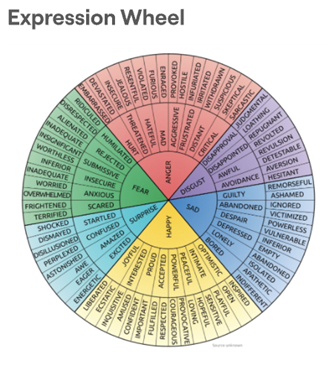 Expression Wheel
ANGER
DISGUST
SAD
HAPPY
SURPRISE
FEAR
HURT
THREATENED
HATEFUL
MAD
AGGRESSIVE
FRUSTRATED
DISTANT
CRITICAL
DISAPPROVAL
DISAPPOINTED
AWFUL
AVOIDANCE
GUILTY
ABANDONED
DESPAIR
DEPRESSED
LONELY
BORED
OPTIMISTIC
INTIMATE
PEACEFUL
POWERFUL
ACCEPTED
PROUD
INTERESTED
JOYFUL
EXCITED
AMAZED
CONFUSED
STARTLED
SCARED
ANXIOUS
INSECURE
SUBMISSIVE
REJECTED
HUMILIATED
EMBARRASSED
DEVASTATED
INSECURE
JEALOUS
RESENTFUL
VIOLATED
FURIOUS
ENRAGED
PROVOKED
HOSTILE
INFURIATED
IRRITATED
WITHDRAWN
SUSPICIOUS
SKEPTICAL
SARCASTIC
JUDGMENTAL
LOATHING
REPUGNANT
REVOLTED
REVULSION
DETESTABLE
AVERSION
HESITANT
REMORSEFUL
ASHAMED
IGNORED
VICTIMIZED
POWERLESS
VULNERABLE
INFERIOR
EMPTY
ABANDONED
ISOLATED
APATHETIC
INDIFFERENT
INSPIRED
OPEN
PLAYFUL
SENSITIVE
HOPEFUL
LOVING
PROVOCATIVE
COURAGEOUS
FULFILLED
RESPECTED
CONFIDENT
IMPORTANT
AMUSED
INQUISITIVE
ECSTATIC
LIBERATED
ENERGETIC
EAGER
AWE
ASTONISHED
PERPLEXED
DISILLUSIONED
DISMAYED
SHOCKED
TERRIFIED
FRIGHTENED
OVERWHELMED
WORRIED
INADEQUATE
INFERIOR
WORTHLESS
INSIGNIFICANT
INADEQUATE
ALIENATED
DISRESPECTED
RIDICULED
Source unknown